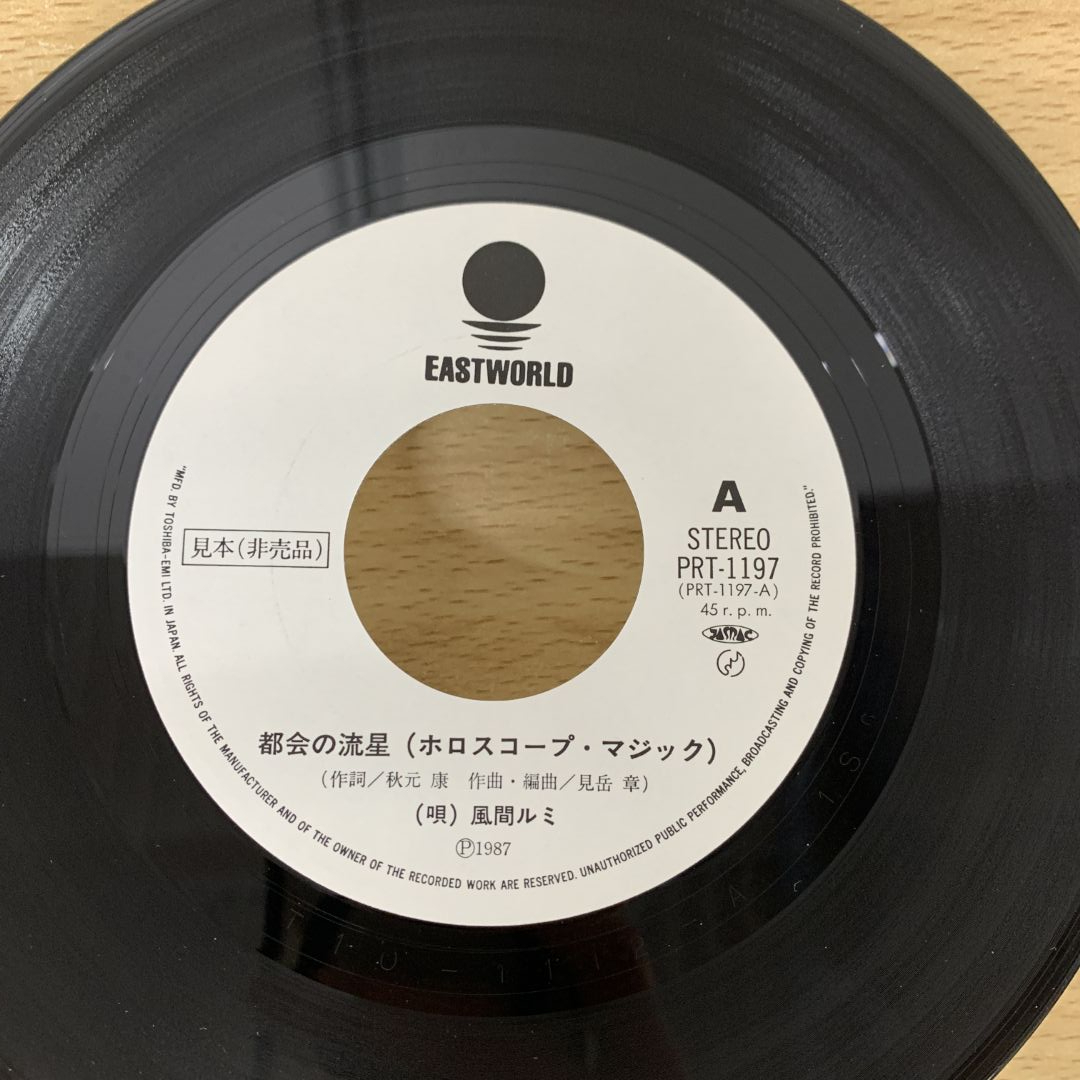 EASTWORLD
見本(非売品)
A
STEREO
PRT-1197
(PRT-1197-A)
45 r. p. m.
都会の流星 (ホロスコープ・マジック)
(作詞/秋元 康 作曲・編曲/見岳 章)
(唄) 風間ルミ
Ⓟ1987
"MFD. BY TOSHIBA-EMI LTD. IN JAPAN. ALL RIGHTS OF THE MANUFACTURER AND OF THE OWNER OF THE RECORDED WORK ARE RESERVED. UNAUTHORIZED PUBLIC PERFORMANCE, BROADCASTING AND COPYING OF THE RECORD PROHIBITED."